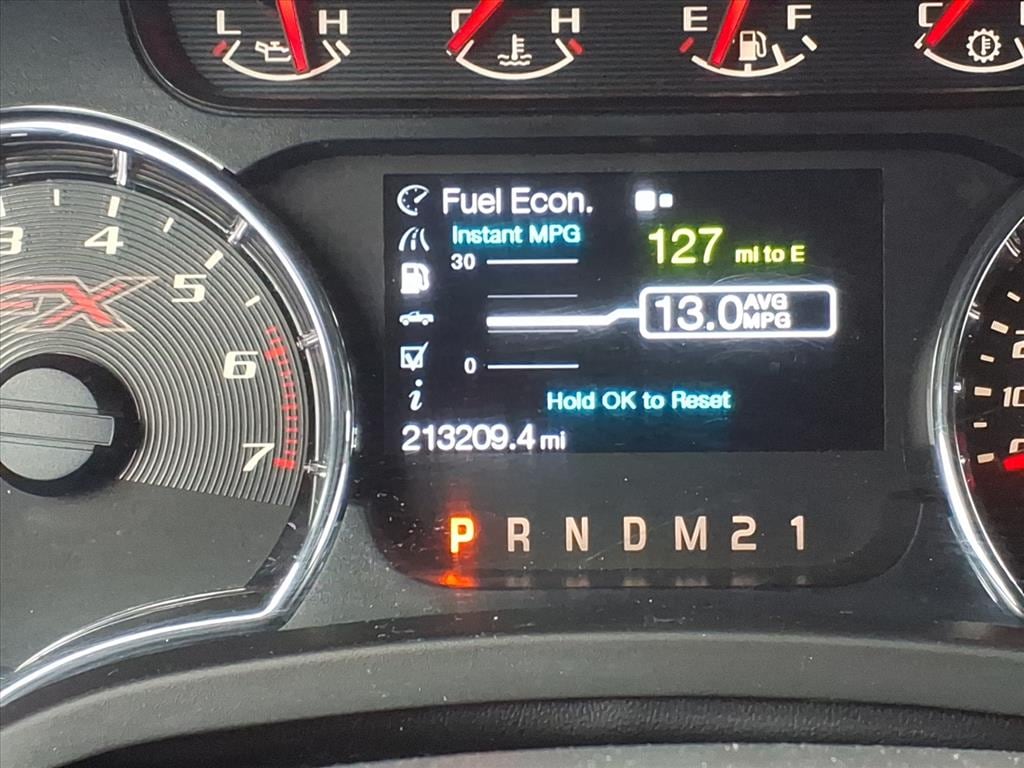 L H
C H
E F
C
Fuel Econ.
Instant MPG
127 mi to E
30
13.0 AVG MPG
0
Hold OK to Reset
213209.4 mi
3 4 5 6 7
P R N D M 2 1